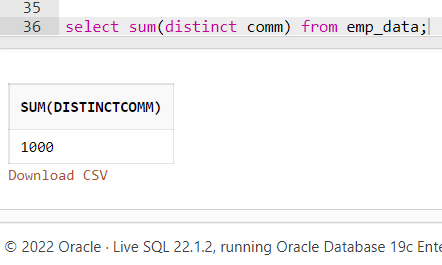 35
36 select sum(distinct comm) from emp_data;
SUM(DISTINCTCOMM)
1000
Download CSV
© 2022 Oracle · Live SQL 22.1.2, running Oracle Database 19c Ente